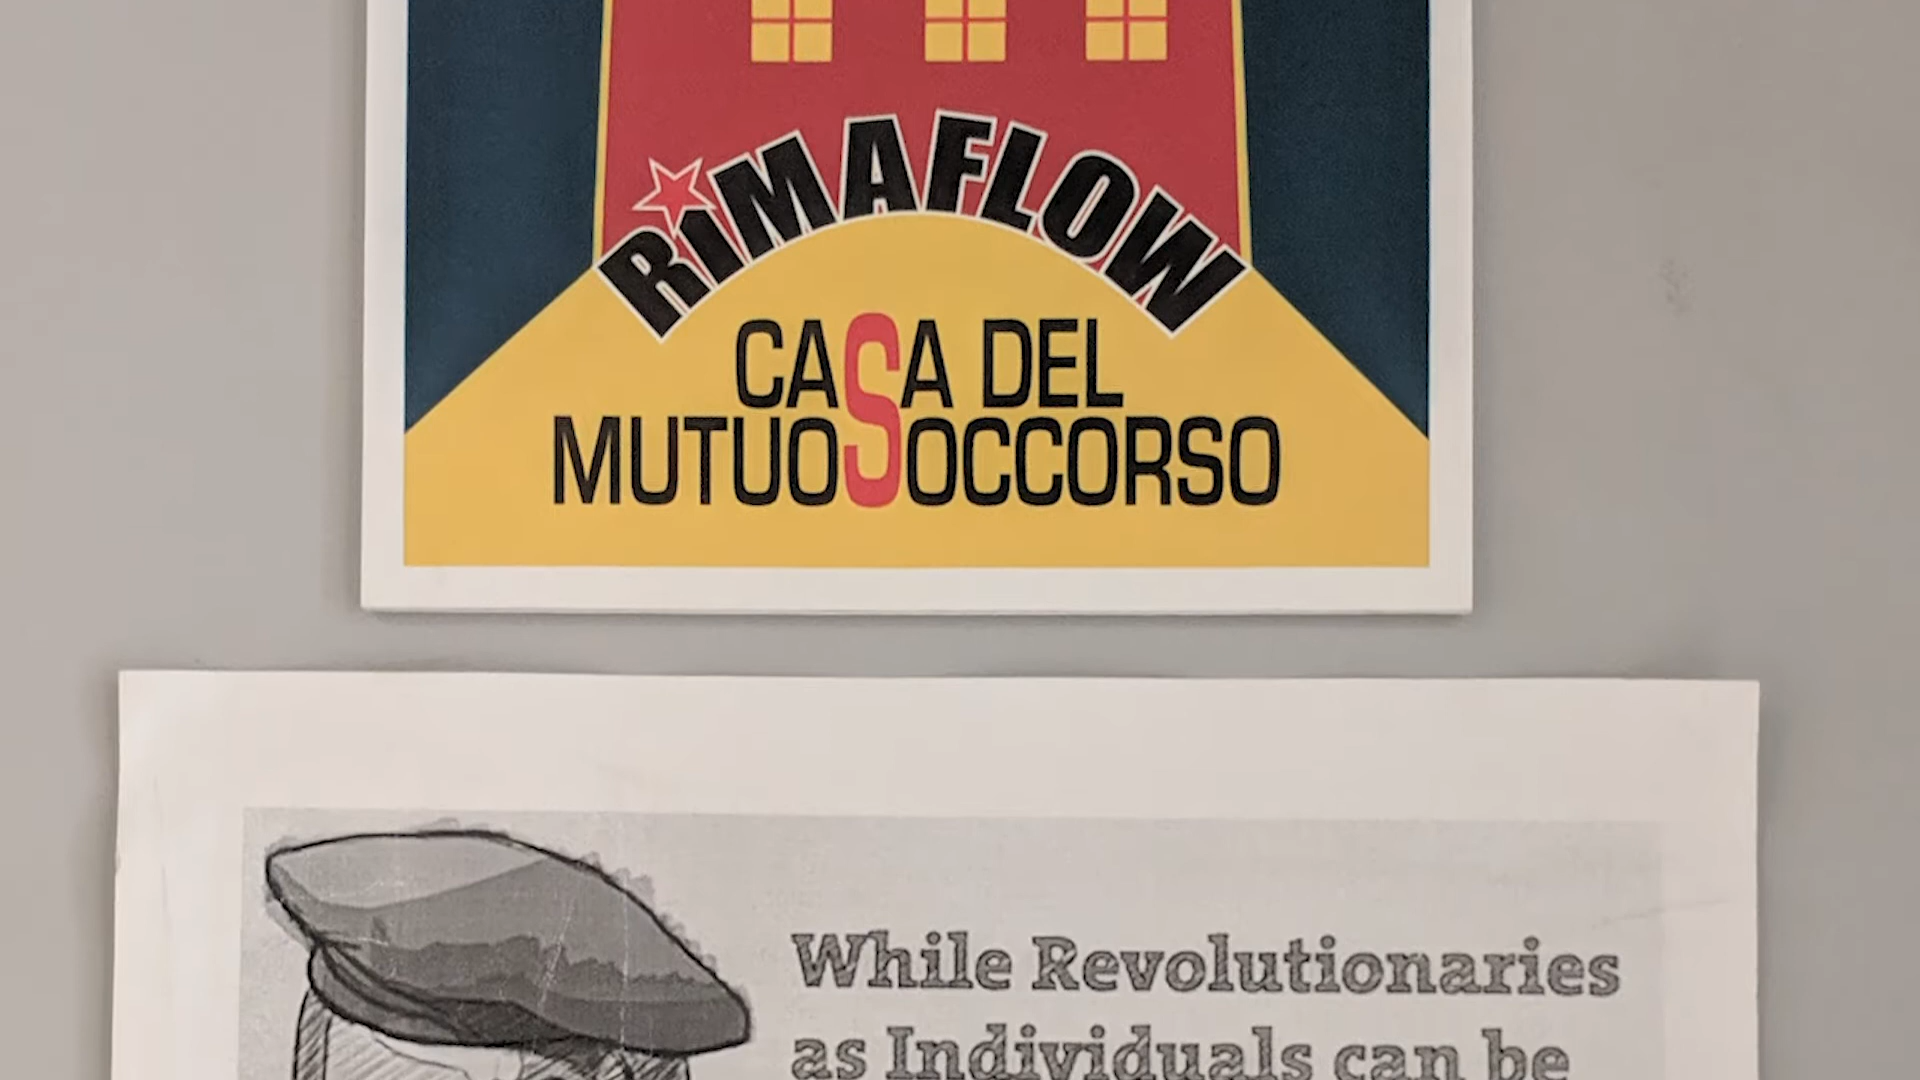 RiMAFLOW
CASA DEL
MUTUOSOCCORSO
While Revolutionaries
as Individuals can be